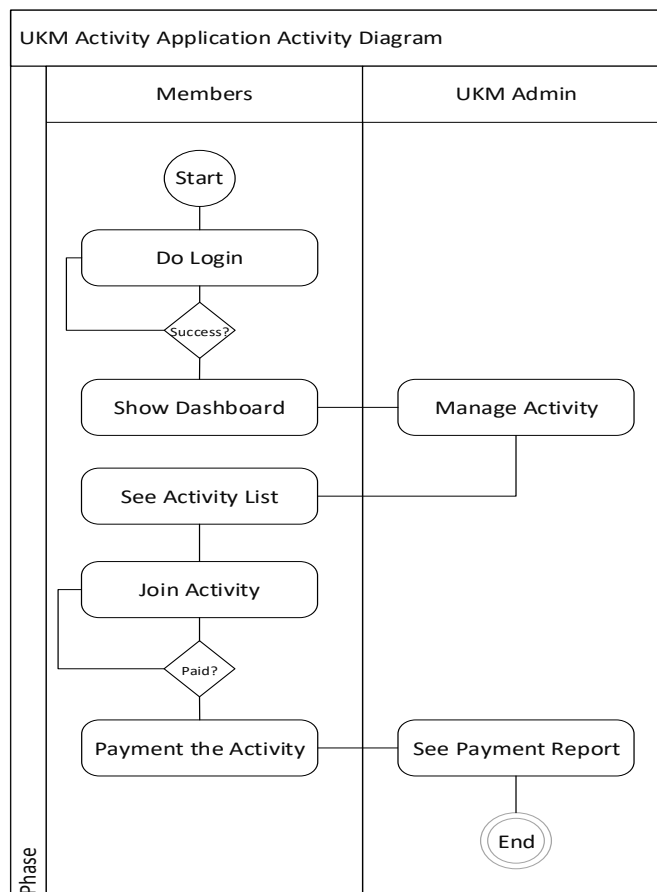 UKM Activity Application Activity Diagram
Members
UKM Admin
Start
Do Login
Success?
Show Dashboard
Manage Activity
See Activity List
Join Activity
Paid?
Payment the Activity
See Payment Report
End
Phase